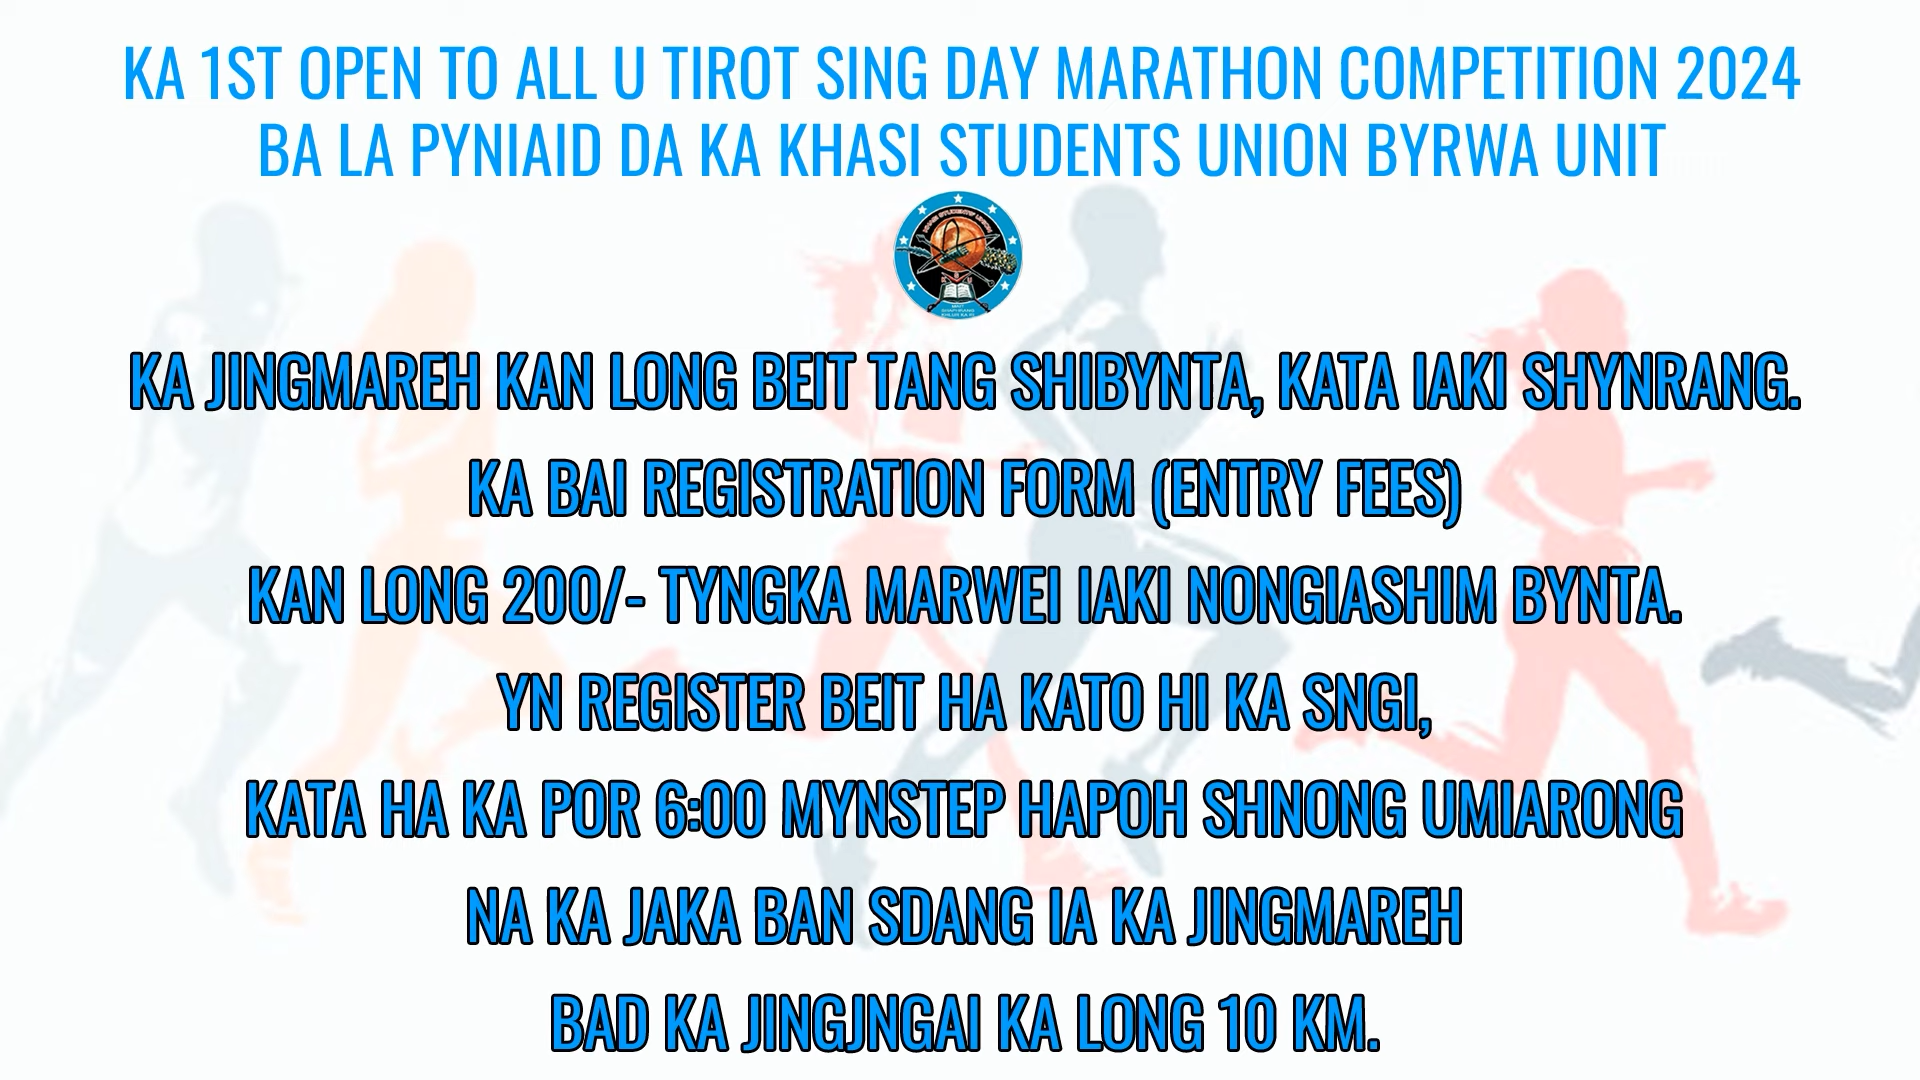 KA 1ST OPEN TO ALL U TIROT SING DAY MARATHON COMPETITION 2024
BA LA PYNIAID DA KA KHASI STUDENTS UNION BYRWA UNIT
KHASI STUDENTS' UNION
KA JINGMAREH KAN LONG BEIT TANG SHIBYNTA, KATA IAKI SHYNRANG.
KA BAI REGISTRATION FORM (ENTRY FEES)
KAN LONG 200/- TYNGKA MARWEI IAKI NONGIASHIM BYNTA.
YN REGISTER BEIT HA KATO HI KA SNGI,
KATA HA KA POR 6:00 MYNSTEP HAPOH SHNONG UMIARONG
NA KA JAKA BAN SDANG IA KA JINGMAREH
BAD KA JINGJNGAI KA LONG 10 KM.